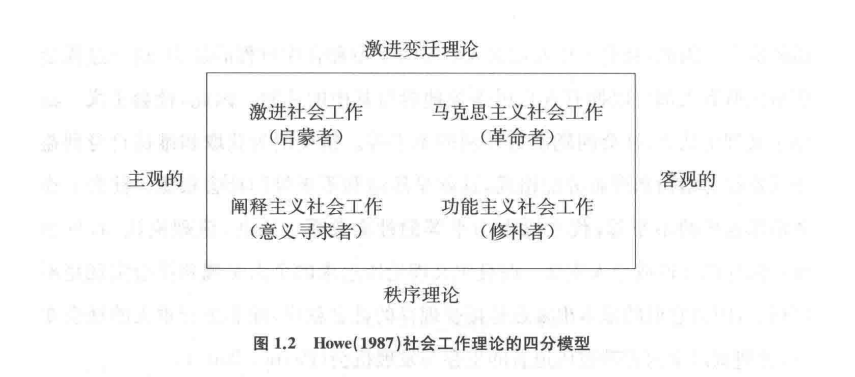 激进变迁理论
激进社会工作 马克思主义社会工作
（启蒙者） （革命者）
主观的 客观的
阐释主义社会工作 功能主义社会工作
（意义寻求者） （修补者）
秩序理论
图 1.2 Howe(1987)社会工作理论的四分模型